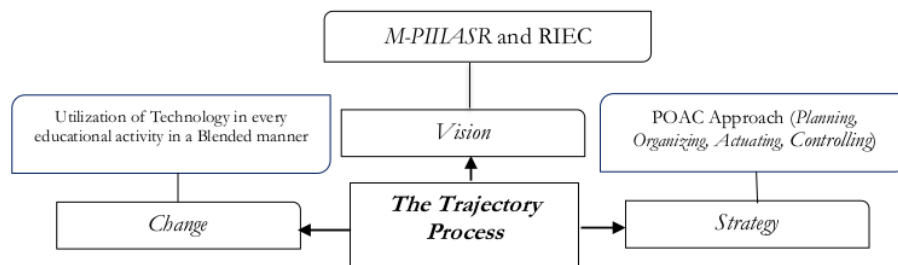 M-PIILASR and RIEC
Utilization of Technology in every
educational activity in a Blended manner
Vision
POAC Approach (Planning,
Organizing, Actuating, Controlling)
Change
The Trajectory
Process
Strategy